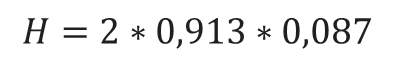 H = 2 * 0,913 * 0,087